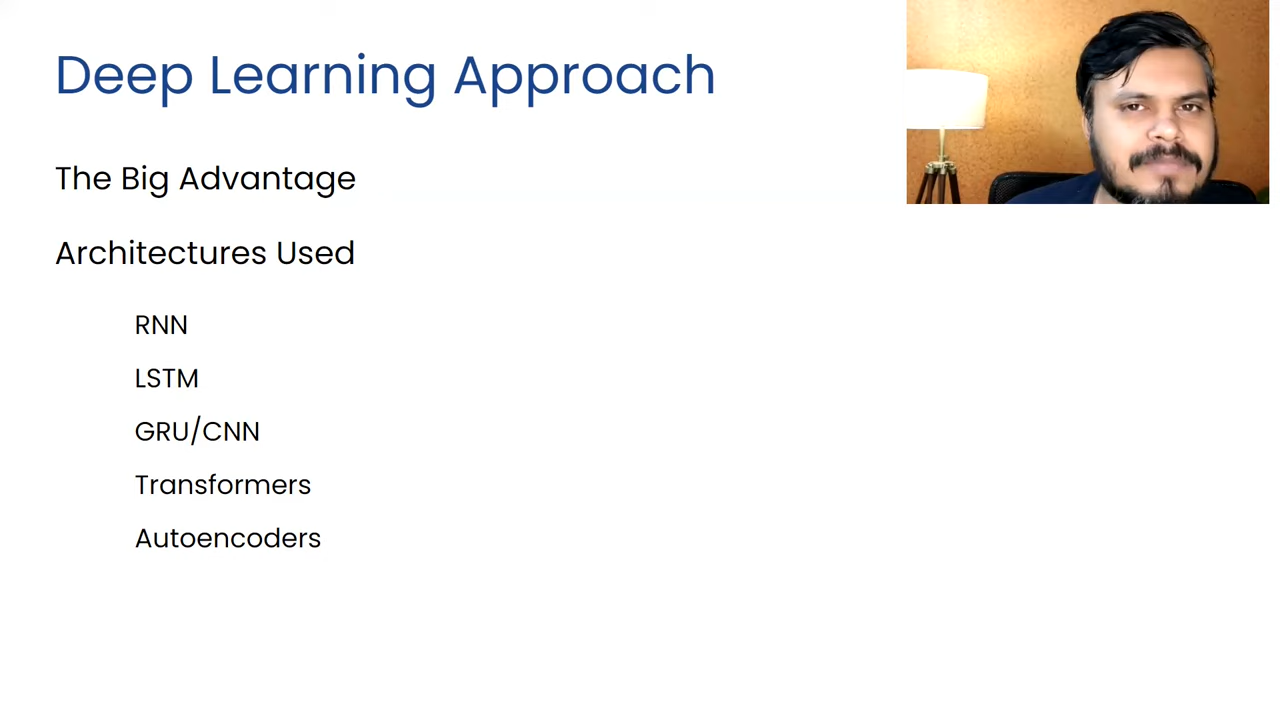 Deep Learning Approach
The Big Advantage
Architectures Used
RNN
LSTM
GRU/CNN
Transformers
Autoencoders